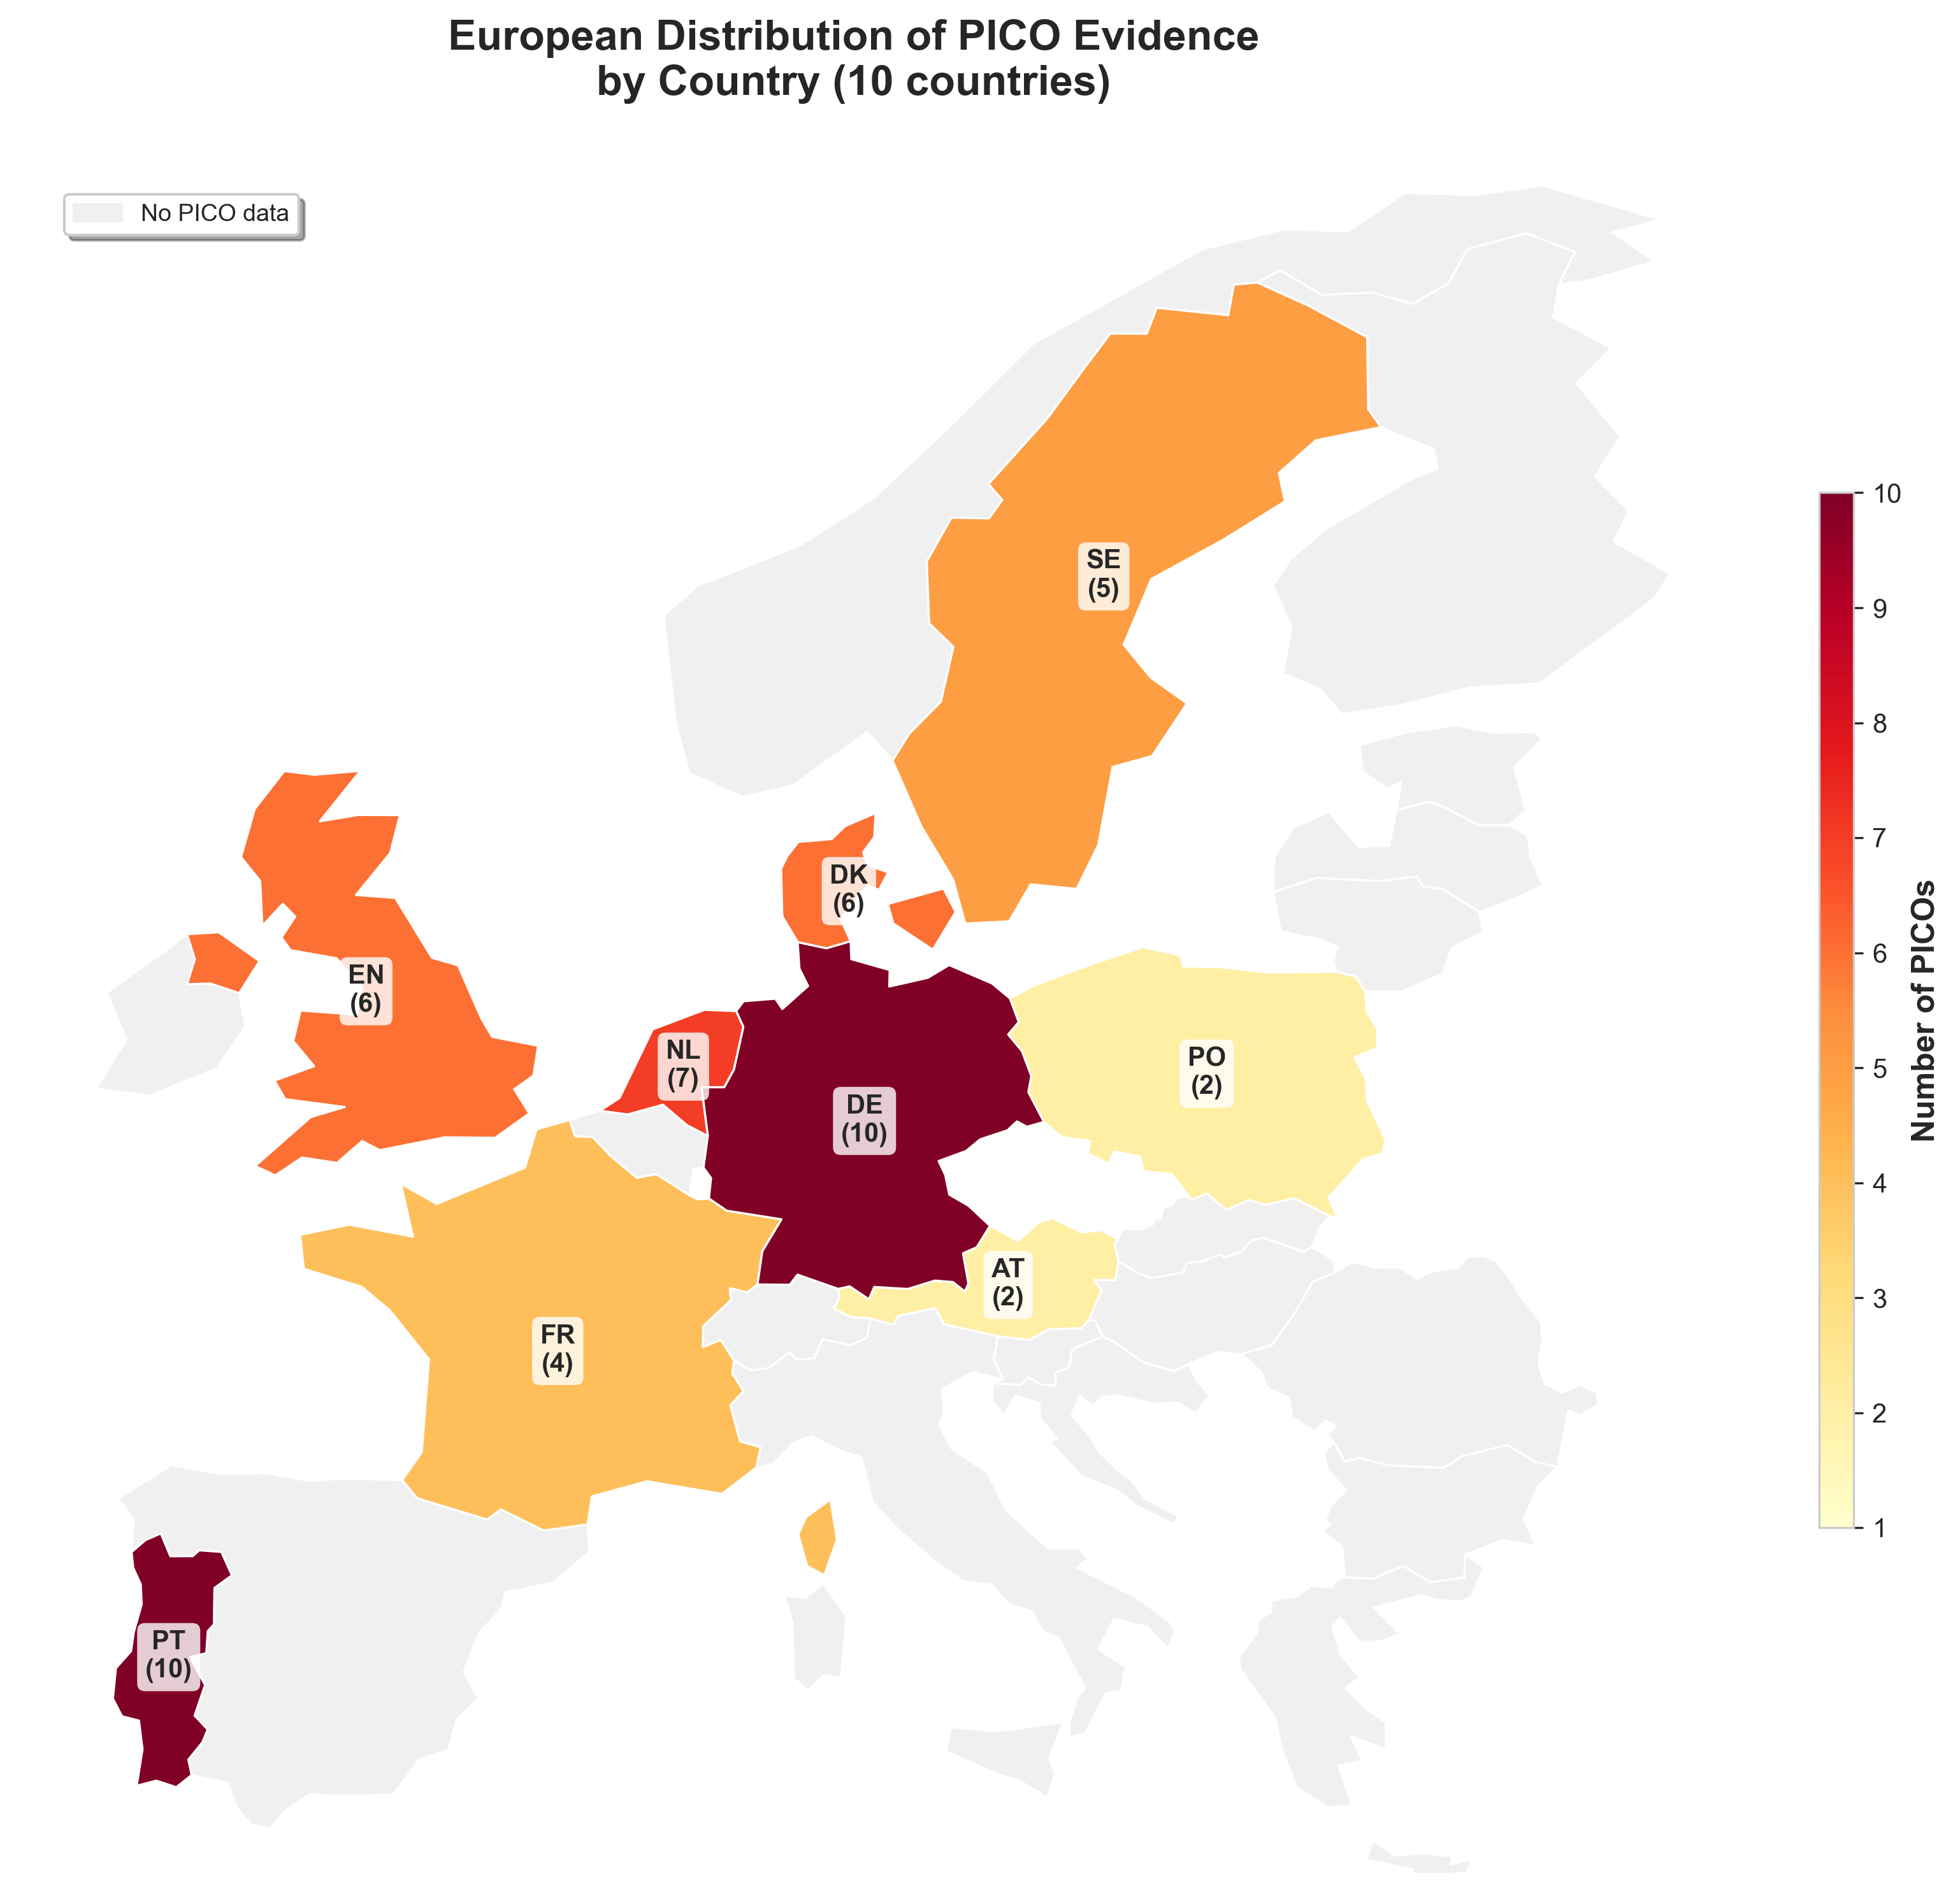 European Distribution of PICO Evidence
by Country (10 countries)
No PICO data
SE
(5)
DK
(6)
EN
(6)
NL
(7)
DE
(10)
PO
(2)
AT
(2)
FR
(4)
PT
(10)
10
9
8
7
6
5
4
3
2
1
Number of PICOs